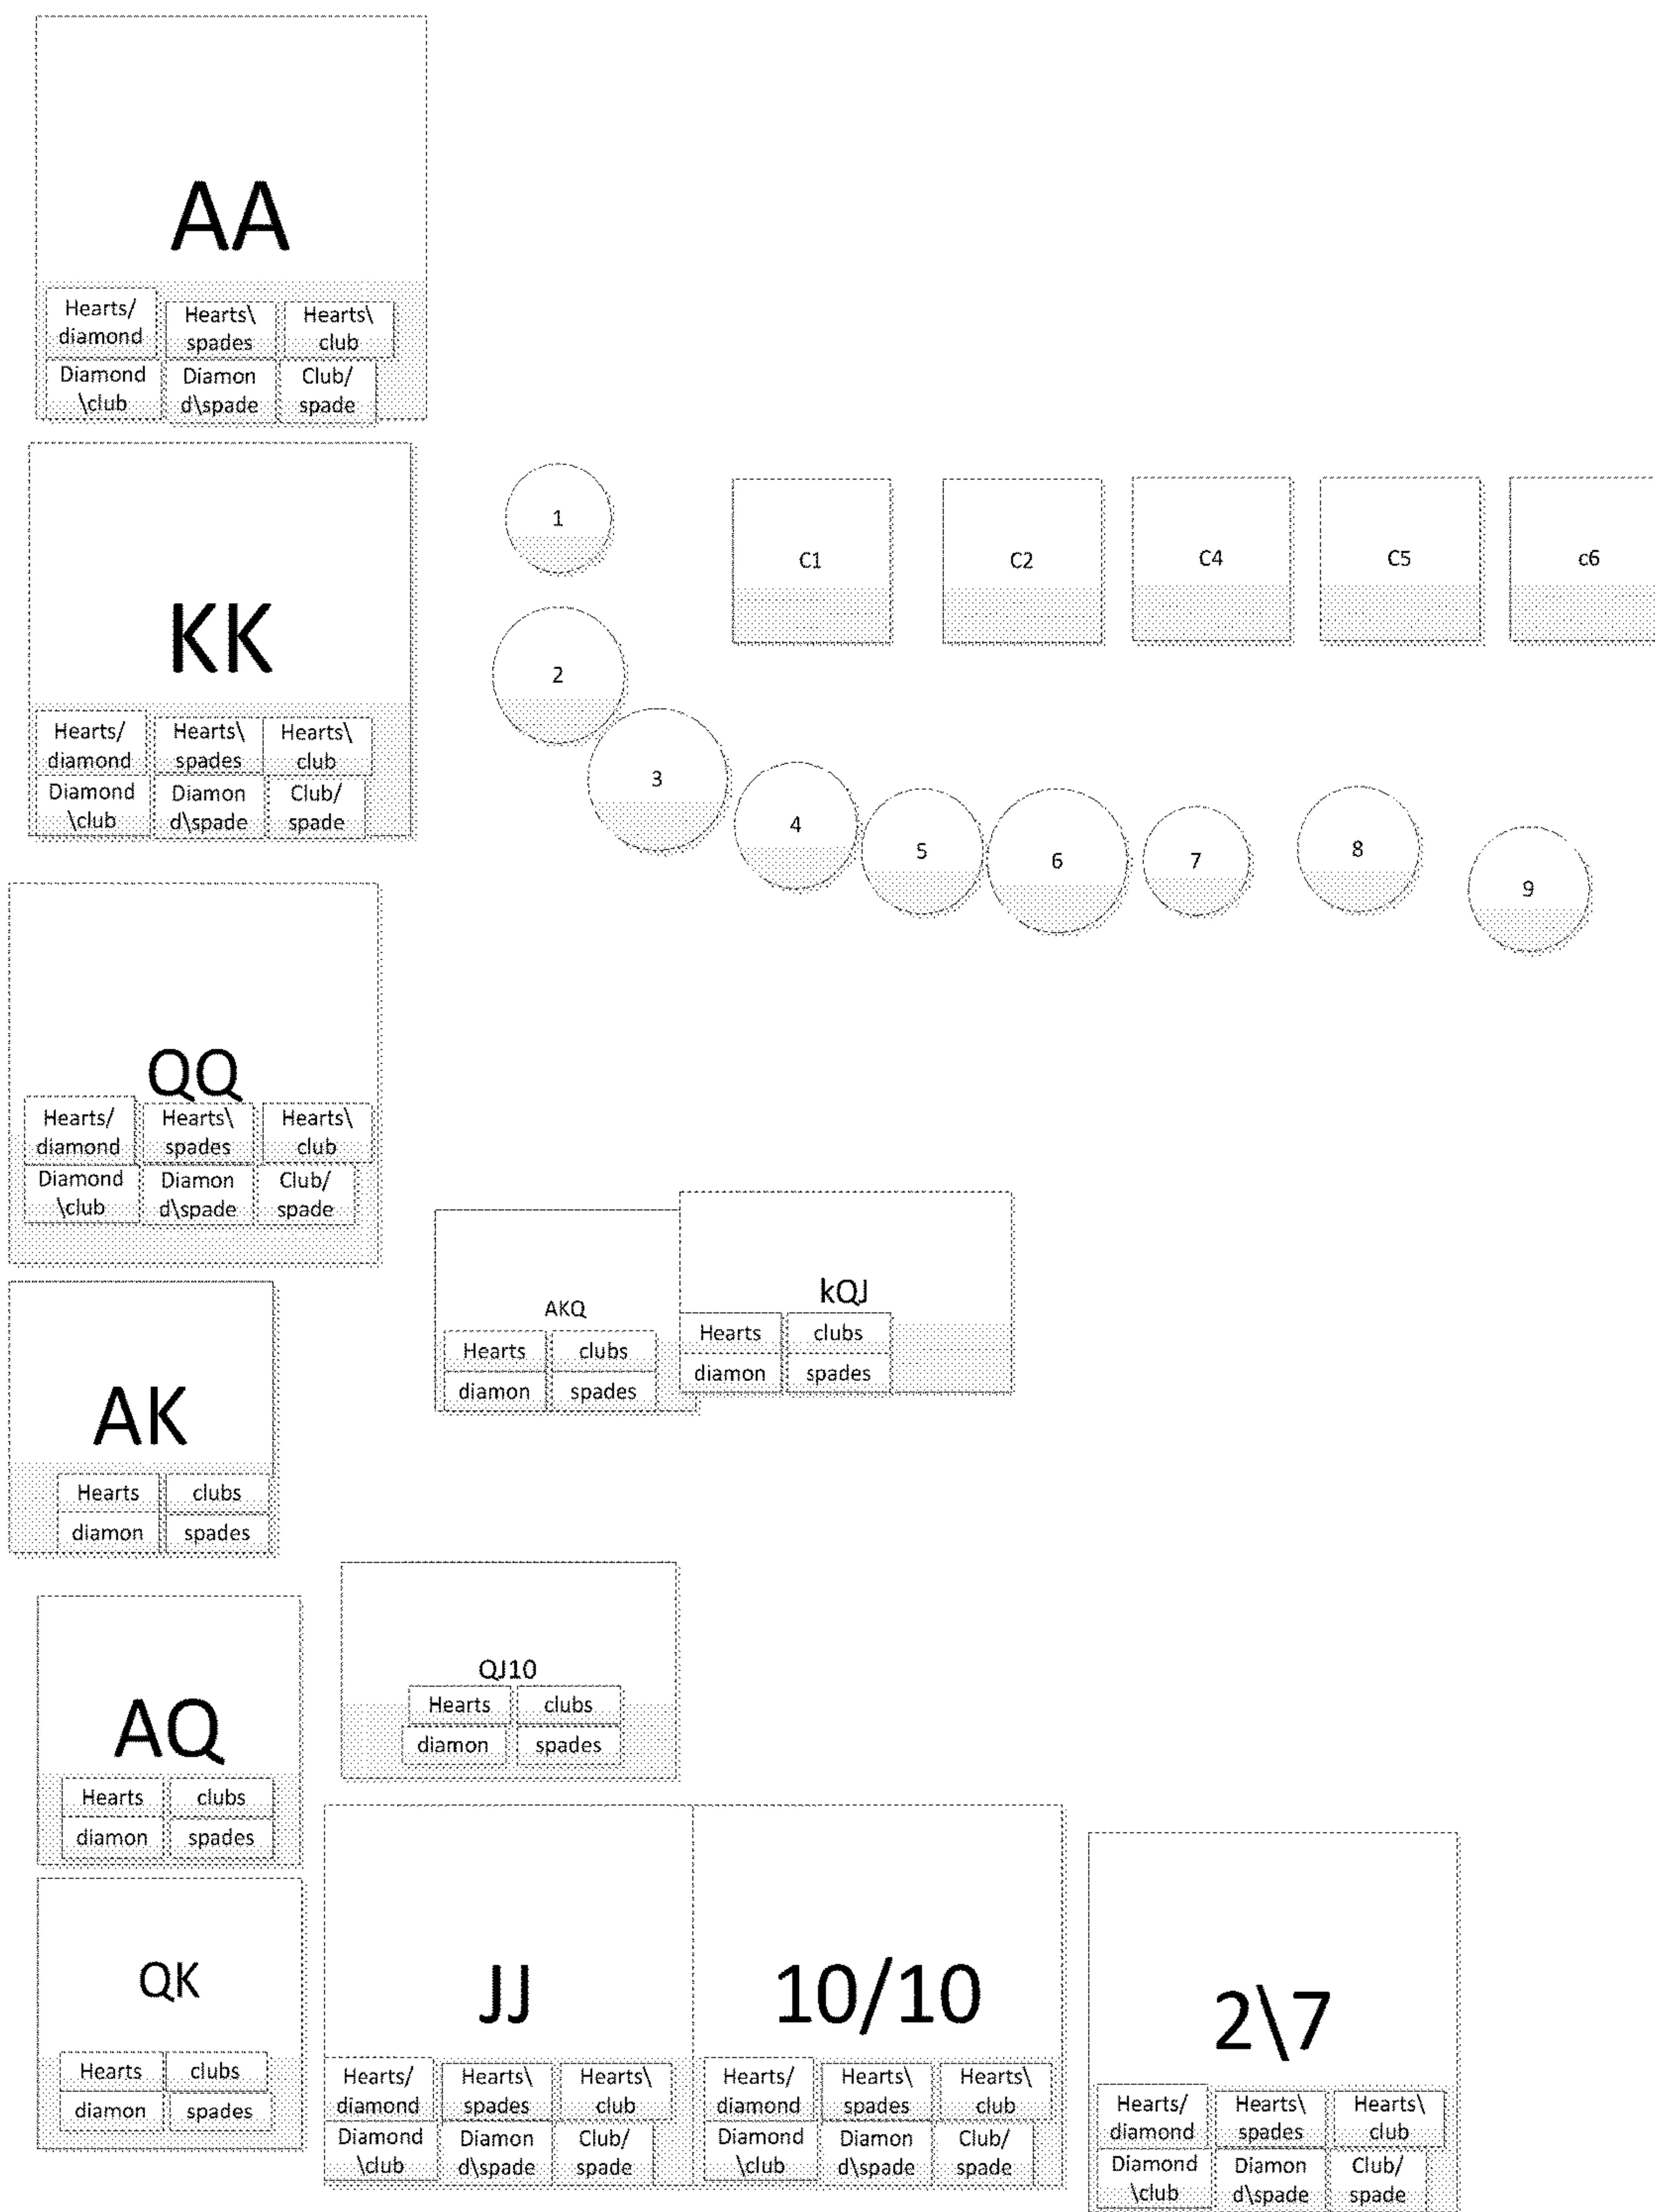 AA
Hearts/
diamond
Hearts\
spades
Hearts\
club
Diamond
\club
Diamon
d\spade
Club/
spade
KK
Hearts/
diamond
Hearts\
spades
Hearts\
club
Diamond
\club
Diamon
d\spade
Club/
spade
1
2
3
4
5
6
7
8
9
C1
C2
C4
C5
c6
QQ
Hearts/
diamond
Hearts\
spades
Hearts\
club
Diamond
\club
Diamon
d\spade
Club/
spade
AKQ
Hearts
clubs
diamon
spades
kQJ
Hearts
clubs
diamon
spades
AK
Hearts
clubs
diamon
spades
QJ10
Hearts
clubs
diamon
spades
AQ
Hearts
clubs
diamon
spades
QK
Hearts
clubs
diamon
spades
JJ
Hearts/
diamond
Hearts\
spades
Hearts\
club
Diamond
\club
Diamon
d\spade
Club/
spade
10/10
Hearts/
diamond
Hearts\
spades
Hearts\
club
Diamond
\club
Diamon
d\spade
Club/
spade
2\7
Hearts/
diamond
Hearts\
spades
Hearts\
club
Diamond
\club
Diamon
d\spade
Club/
spade